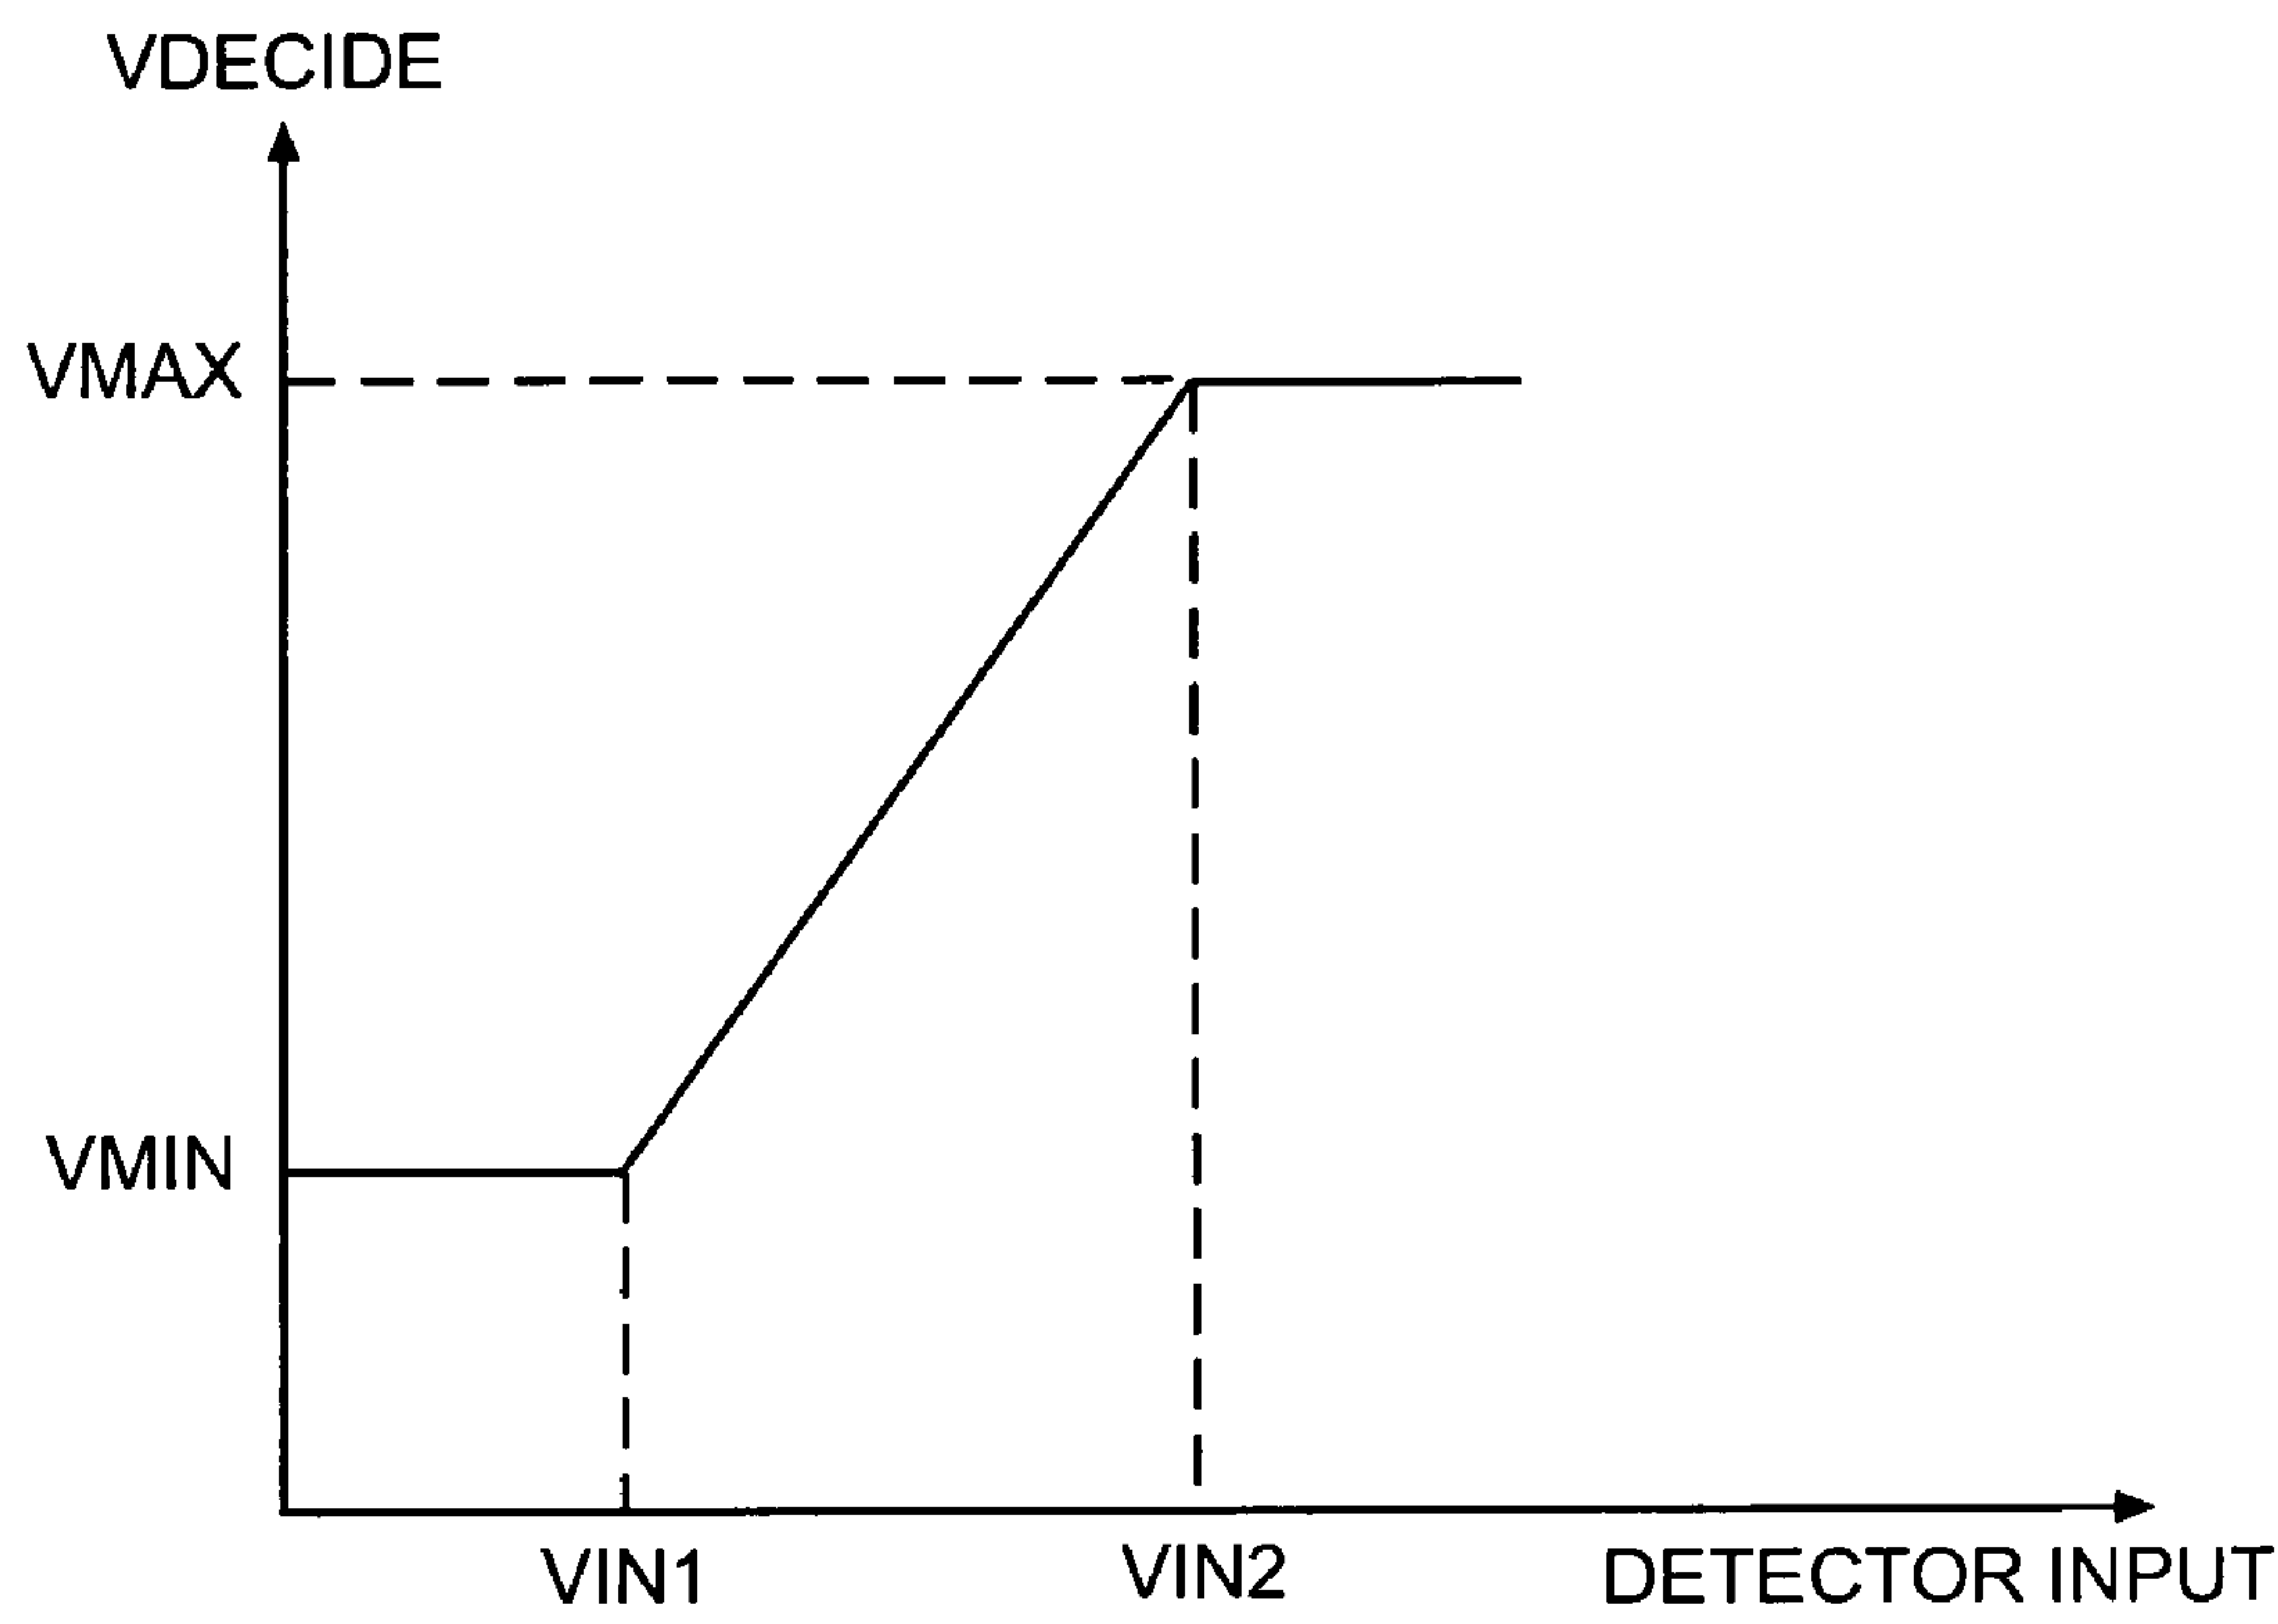 VDECIDE
VMAX
VMIN
VIN1
VIN2
DETECTOR INPUT